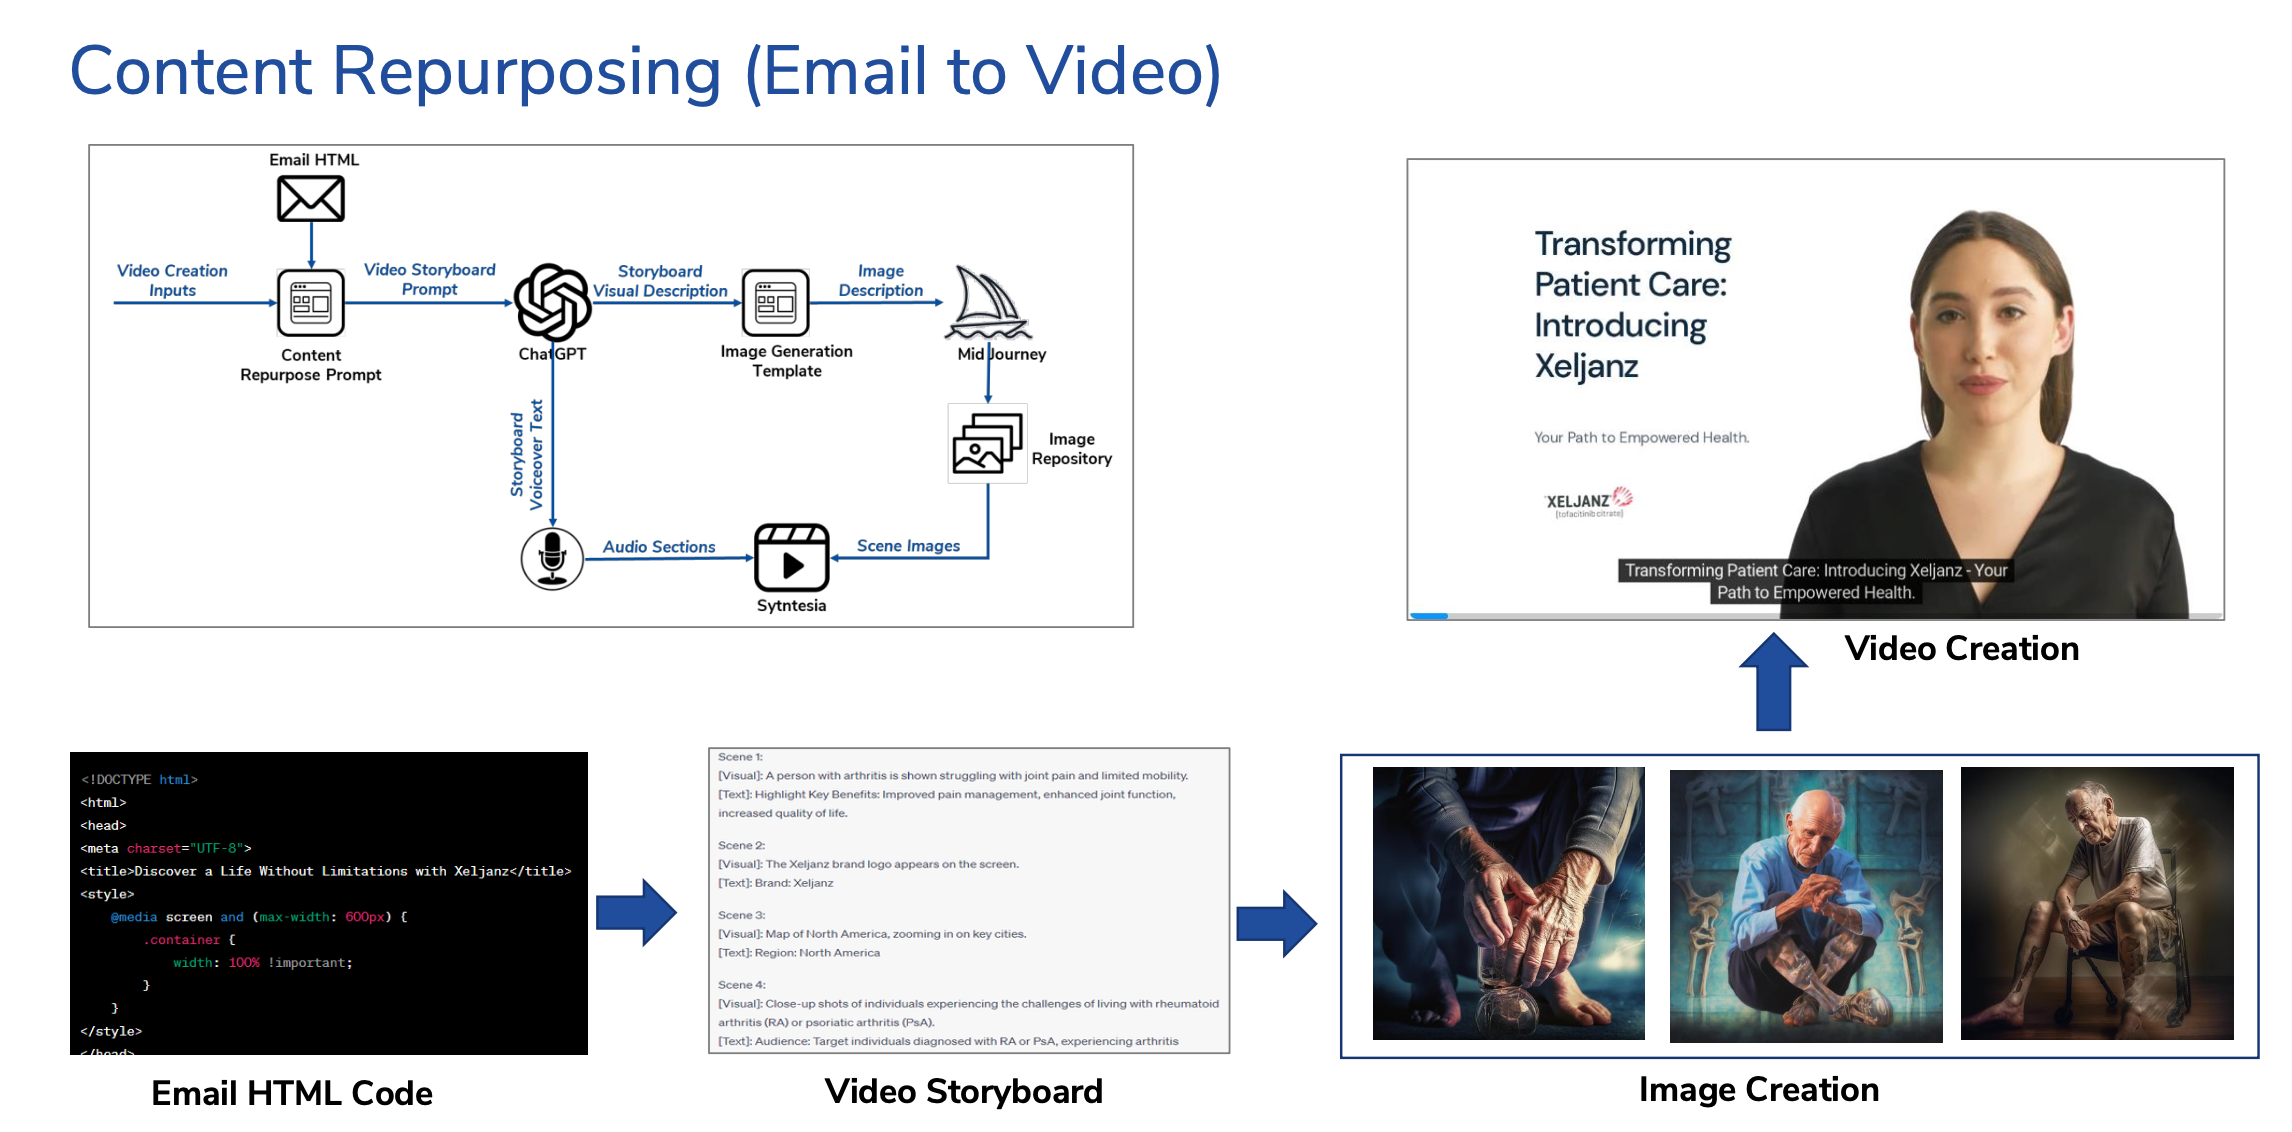 Content Repurposing (Email to Video)
Email HTML
Video Creation
Inputs
Video Storyboard
Prompt
Storyboard
Visual Description
Image
Description
Content
Repurpose Prompt
ChatGPT
Image Generation
Template
Mid Journey
Storyboard
Voiceover Text
Image
Repository
Audio Sections
Scene Images
Syntesia
Transforming
Patient Care:
Introducing
Xeljanz
Your Path to Empowered Health.
XELJANZ
(tofacitinib citrate)
Transforming Patient Care: Introducing Xeljanz - Your
Path to Empowered Health.
Video Creation
<!DOCTYPE html>
<html>
<head>
<meta charset="UTF-8">
<title>Discover a Life Without Limitations with Xeljanz</title>
<style>
@media screen and (max-width: 600px) {
.container {
width: 100% !important;
}
}
</style>
</head>
Email HTML Code
Scene 1:
[Visual]: A person with arthritis is shown struggling with joint pain and limited mobility.
[Text]: Highlight Key Benefits: Improved pain management, enhanced joint function,
increased quality of life.
Scene 2:
[Visual]: The Xeljanz brand logo appears on the screen.
[Text]: Brand: Xeljanz
Scene 3:
[Visual]: Map of North America, zooming in on key cities.
[Text]: Region: North America
Scene 4:
[Visual]: Close-up shots of individuals experiencing the challenges of living with rheumatoid
arthritis (RA) or psoriatic arthritis (PsA).
[Text]: Audience: Target individuals diagnosed with RA or PsA, experiencing arthritis
Video Storyboard
Image Creation